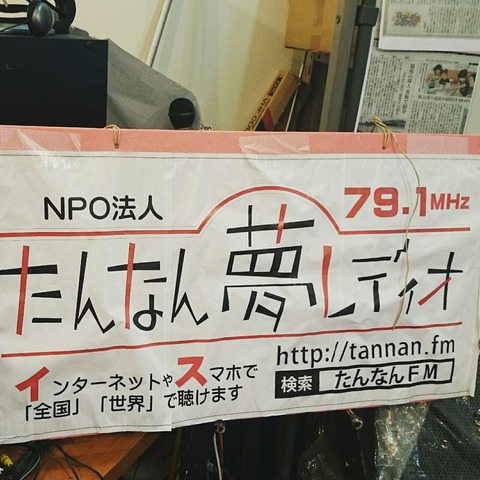 NPO法人
79.1MHz
たんなん夢レディオ
http://tannan.fm
検索 たんなんFM
インターネットやスマホで
「全国」「世界」で聴けます